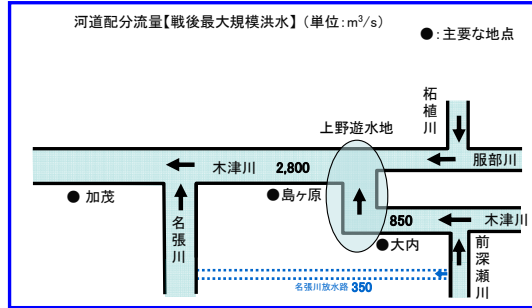 河道配分流量【戦後最大規模洪水】（単位:m³/s）
●:主要な地点
柘植川
上野遊水地
服部川
木津川 2,800
●加茂
●島ヶ原
名張川
850 木津川
●大内
前深瀬川
名張川放水路 350